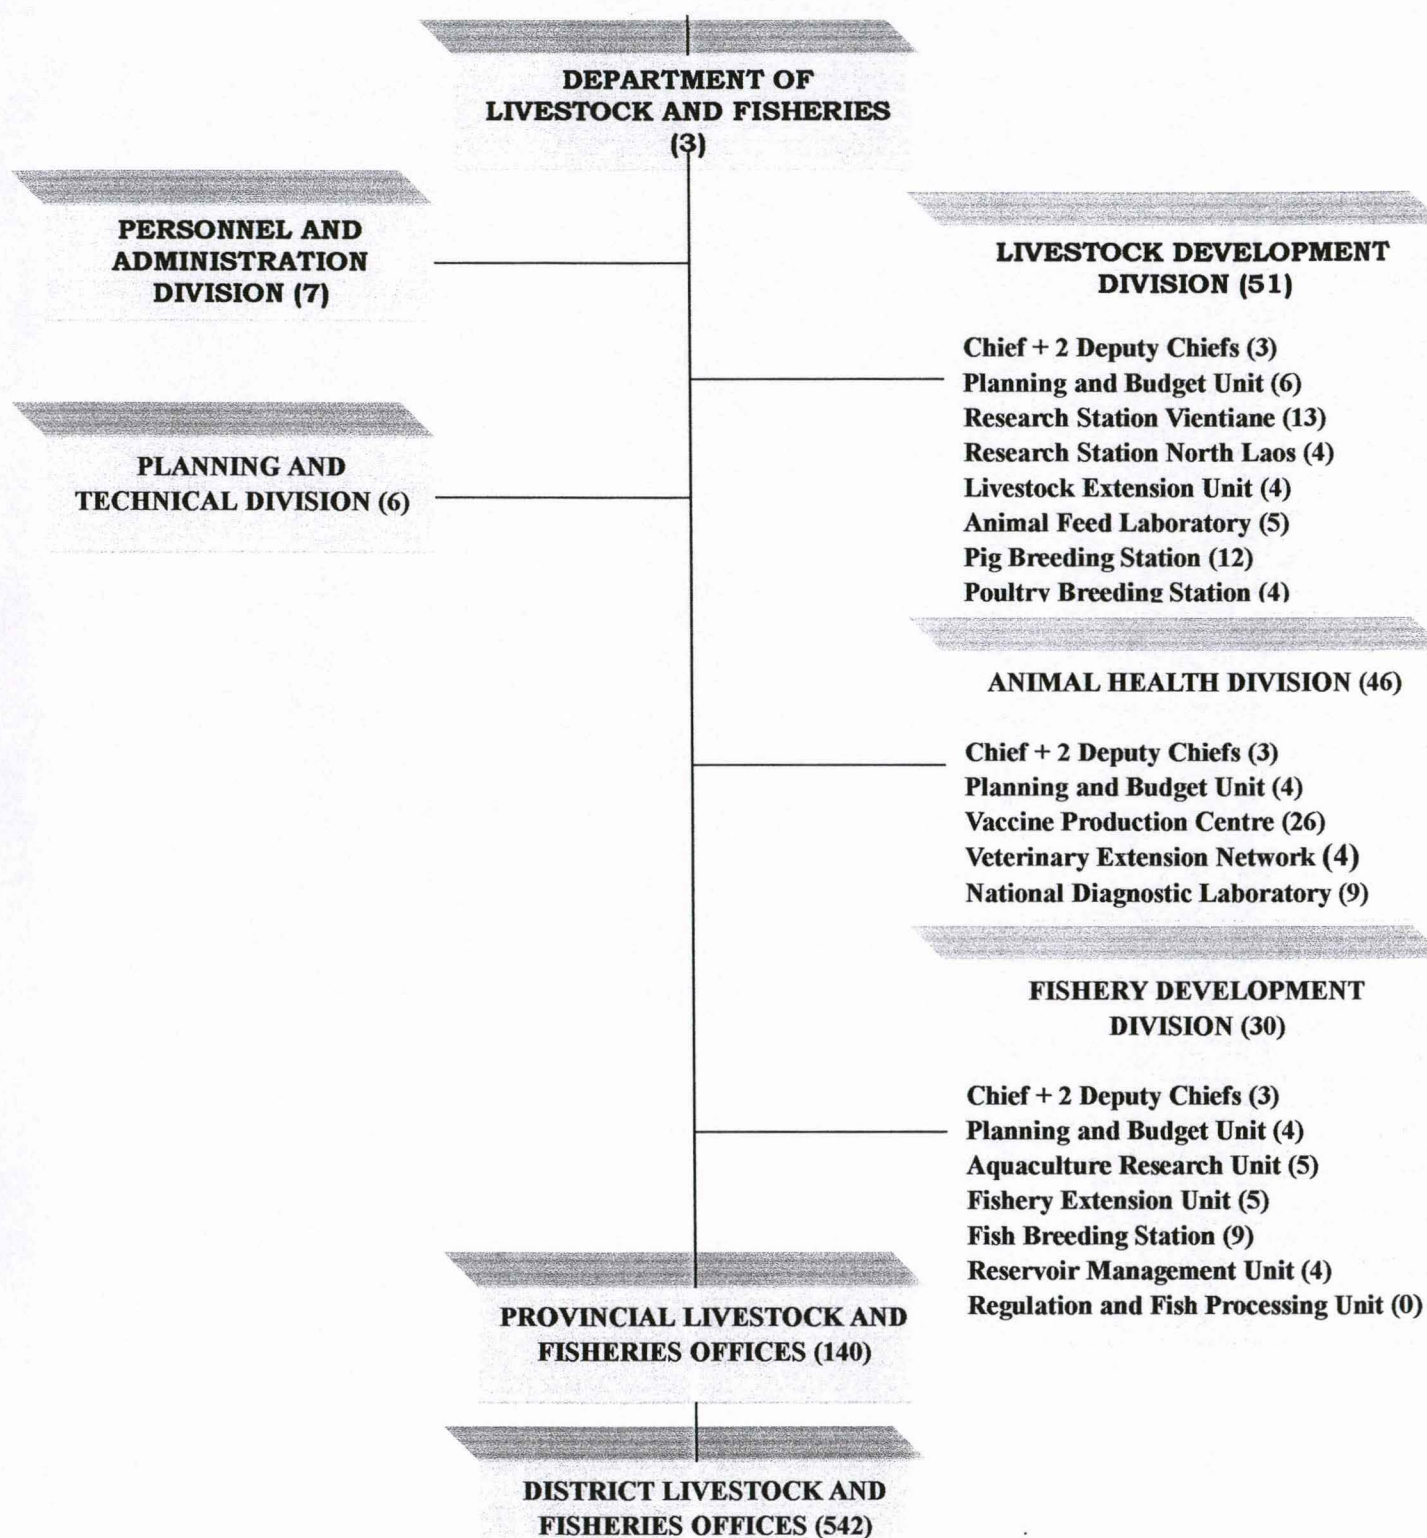 DEPARTMENT OF
LIVESTOCK AND FISHERIES
(3)
PERSONNEL AND
ADMINISTRATION
DIVISION (7)
PLANNING AND
TECHNICAL DIVISION (6)
LIVESTOCK DEVELOPMENT
DIVISION (51)
Chief + 2 Deputy Chiefs (3)
Planning and Budget Unit (6)
Research Station Vientiane (13)
Research Station North Laos (4)
Livestock Extension Unit (4)
Animal Feed Laboratory (5)
Pig Breeding Station (12)
Poultry Breeding Station (4)
ANIMAL HEALTH DIVISION (46)
Chief + 2 Deputy Chiefs (3)
Planning and Budget Unit (4)
Vaccine Production Centre (26)
Veterinary Extension Network (4)
National Diagnostic Laboratory (9)
FISHERY DEVELOPMENT
DIVISION (30)
Chief + 2 Deputy Chiefs (3)
Planning and Budget Unit (4)
Aquaculture Research Unit (5)
Fishery Extension Unit (5)
Fish Breeding Station (9)
Reservoir Management Unit (4)
Regulation and Fish Processing Unit (0)
PROVINCIAL LIVESTOCK AND
FISHERIES OFFICES (140)
DISTRICT LIVESTOCK AND
FISHERIES OFFICES (542)